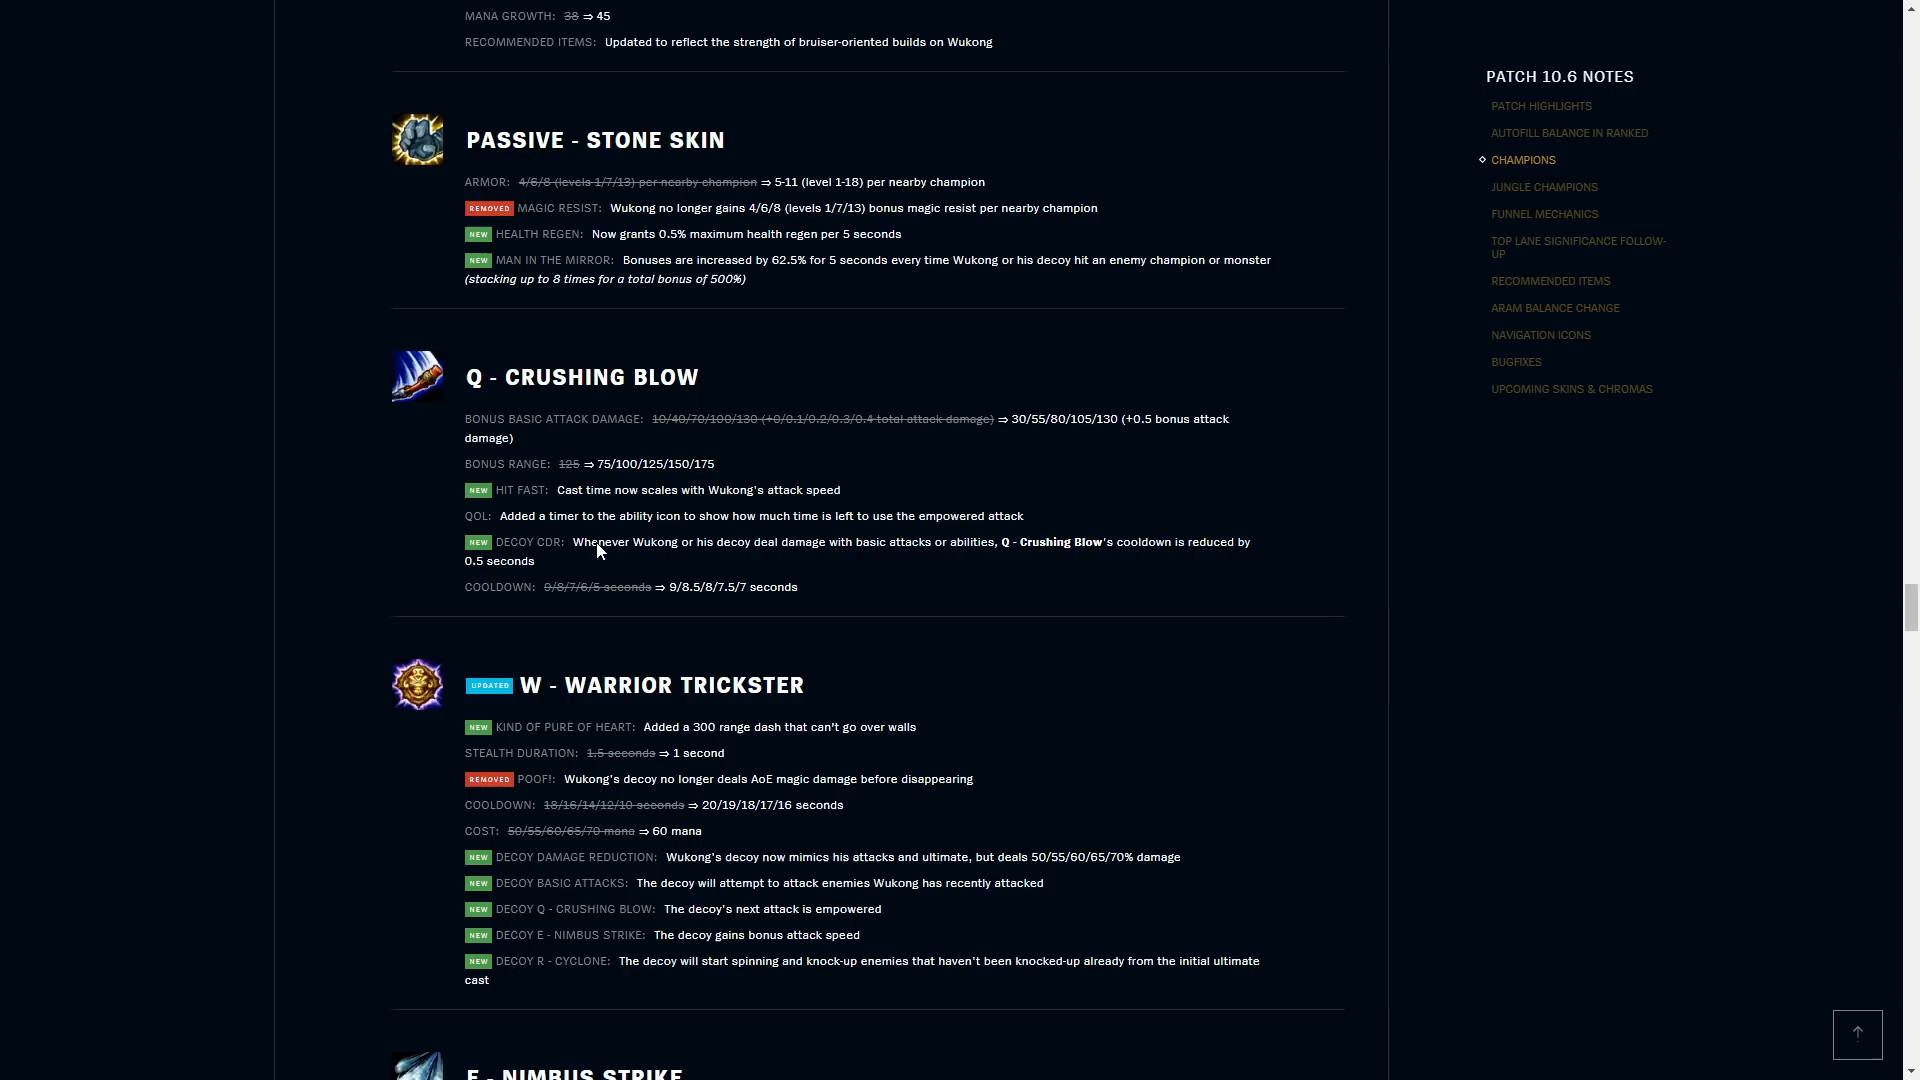 MANA GROWTH: 38 ⇒ 45
RECOMMENDED ITEMS: Updated to reflect the strength of bruiser-oriented builds on Wukong
PASSIVE - STONE SKIN
ARMOR: 4/6/8 (levels 1/7/13) per nearby champion ⇒ 5-11 (level 1-18) per nearby champion
REMOVED MAGIC RESIST: Wukong no longer gains 4/6/8 (levels 1/7/13) bonus magic resist per nearby champion
NEW HEALTH REGEN: Now grants 0.5% maximum health regen per 5 seconds
NEW MAN IN THE MIRROR: Bonuses are increased by 62.5% for 5 seconds every time Wukong or his decoy hit an enemy champion or monster
(stacking up to 8 times for a total bonus of 500%)
Q - CRUSHING BLOW
BONUS BASIC ATTACK DAMAGE: 10/40/70/100/130 (+0/0.1/0.2/0.3/0.4 total attack damage) ⇒ 30/55/80/105/130 (+0.5 bonus attack
damage)
BONUS RANGE: 125 ⇒ 75/100/125/150/175
NEW HIT FAST: Cast time now scales with Wukong's attack speed
QOL: Added a timer to the ability icon to show how much time is left to use the empowered attack
NEW DECOY CDR: Whenever Wukong or his decoy deal damage with basic attacks or abilities, Q - Crushing Blow's cooldown is reduced by
0.5 seconds
COOLDOWN: 9/8/7/6/5 seconds ⇒ 9/8.5/8/7.5/7 seconds
UPDATED W - WARRIOR TRICKSTER
NEW KIND OF PURE OF HEART: Added a 300 range dash that can't go over walls
STEALTH DURATION: 1.5 seconds ⇒ 1 second
REMOVED POOF!: Wukong's decoy no longer deals AoE magic damage before disappearing
COOLDOWN: 18/16/14/12/10 seconds ⇒ 20/19/18/17/16 seconds
COST: 50/55/60/65/70 mana ⇒ 60 mana
NEW DECOY DAMAGE REDUCTION: Wukong's decoy now mimics his attacks and ultimate, but deals 50/55/60/65/70% damage
NEW DECOY BASIC ATTACKS: The decoy will attempt to attack enemies Wukong has recently attacked
NEW DECOY Q - CRUSHING BLOW: The decoy's next attack is empowered
NEW DECOY E - NIMBUS STRIKE: The decoy gains bonus attack speed
NEW DECOY R - CYCLONE: The decoy will start spinning and knock-up enemies that haven't been knocked-up already from the initial ultimate
cast
E - NIMBUS STRIKE
PATCH 10.6 NOTES
PATCH HIGHLIGHTS
AUTOFILL BALANCE IN RANKED
CHAMPIONS
JUNGLE CHAMPIONS
FUNNEL MECHANICS
TOP LANE SIGNIFICANCE FOLLOW-
UP
RECOMMENDED ITEMS
ARAM BALANCE CHANGE
NAVIGATION ICONS
BUGFIXES
UPCOMING SKINS & CHROMAS